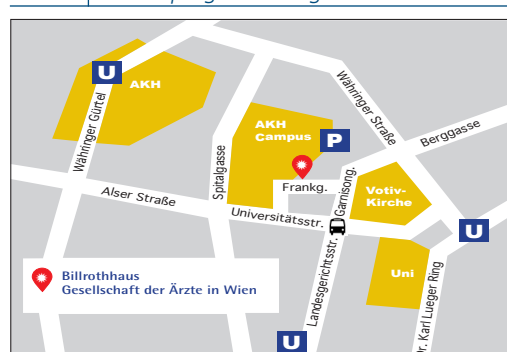 U
AKH
Währinger Gürtel
Währinger Straße
AKH
Campus
P
Berggasse
Spitalgasse
Frankg.
Garnisong.
Votiv-
Kirche
Alser Straße
Universitätsstr.
U
Landesgerichtsstr.
Uni
Dr. Karl Lueger Ring
Billrothhaus
Gesellschaft der Ärzte in Wien
U